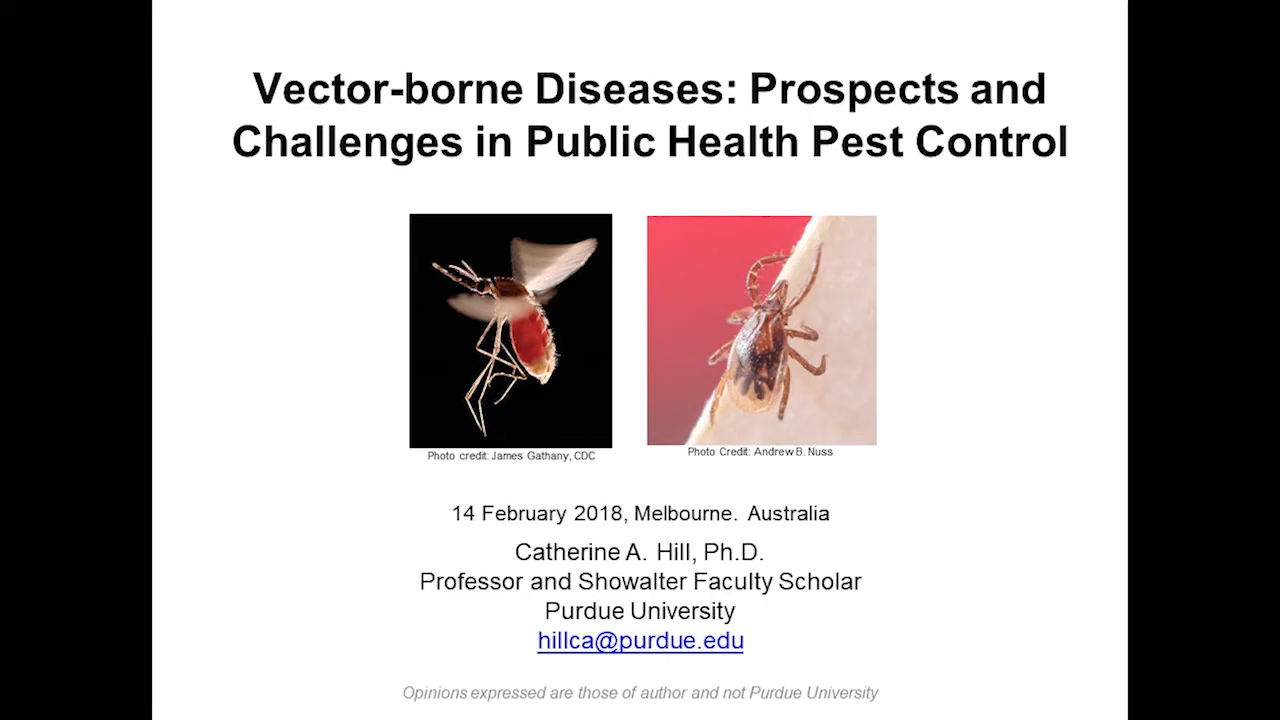 Vector-borne Diseases: Prospects and
Challenges in Public Health Pest Control
Photo credit: James Gathany, CDC
Photo Credit: Andrew B. Nuss
14 February 2018, Melbourne. Australia
Catherine A. Hill, Ph.D.
Professor and Showalter Faculty Scholar
Purdue University
hillca@purdue.edu
Opinions expressed are those of author and not Purdue University